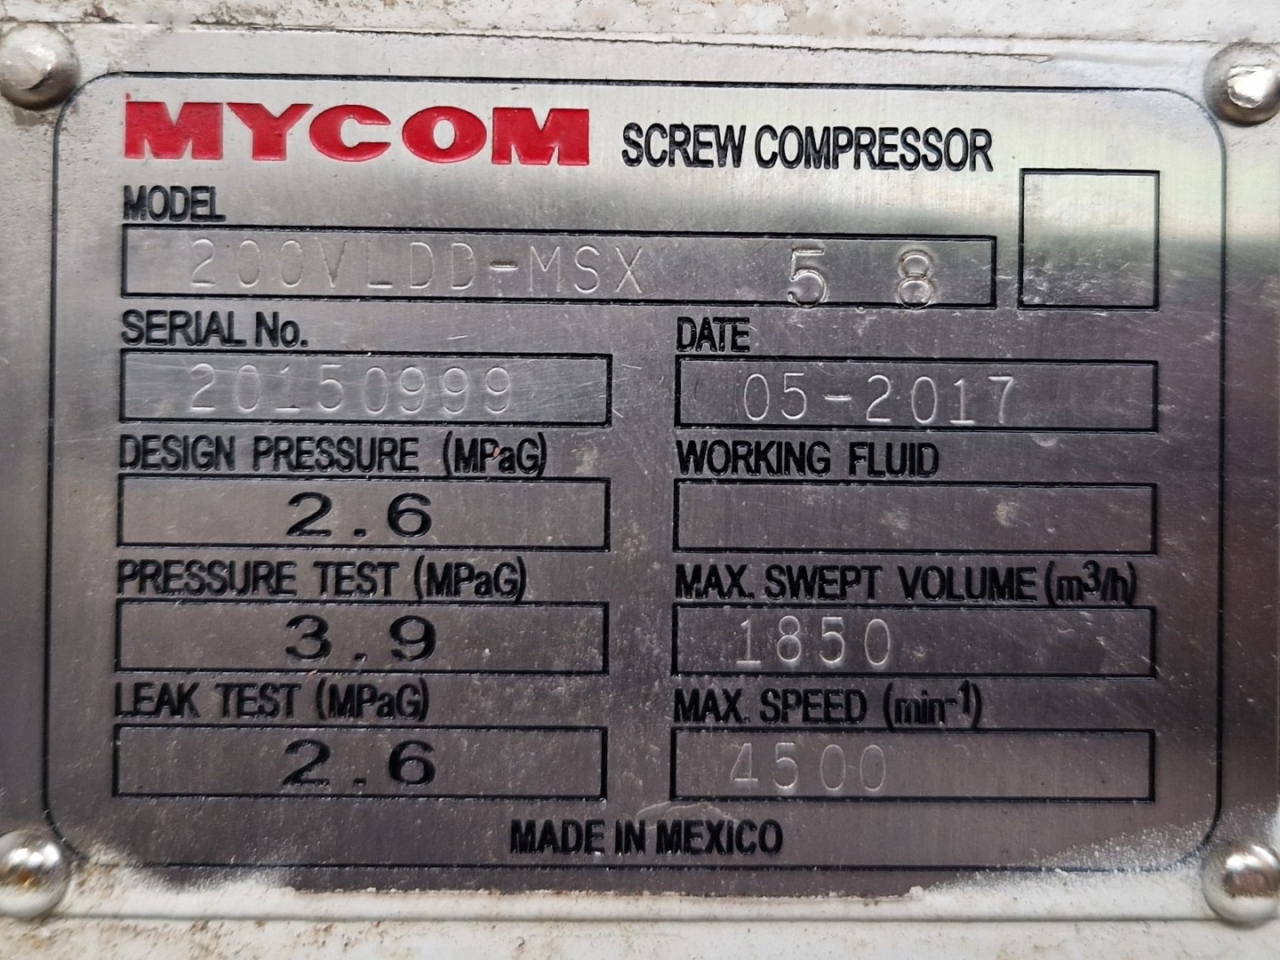 MYCOM SCREW COMPRESSOR
MODEL
200VLDD-MSX 5 8
SERIAL No. DATE
20150999 05-2017
DESIGN PRESSURE (MPaG) WORKING FLUID
2.6
PRESSURE TEST (MPaG) MAX. SWEPT VOLUME (m³/h)
3.9 1850
LEAK TEST (MPaG) MAX. SPEED (min⁻¹)
2.6 4500
MADE IN MEXICO